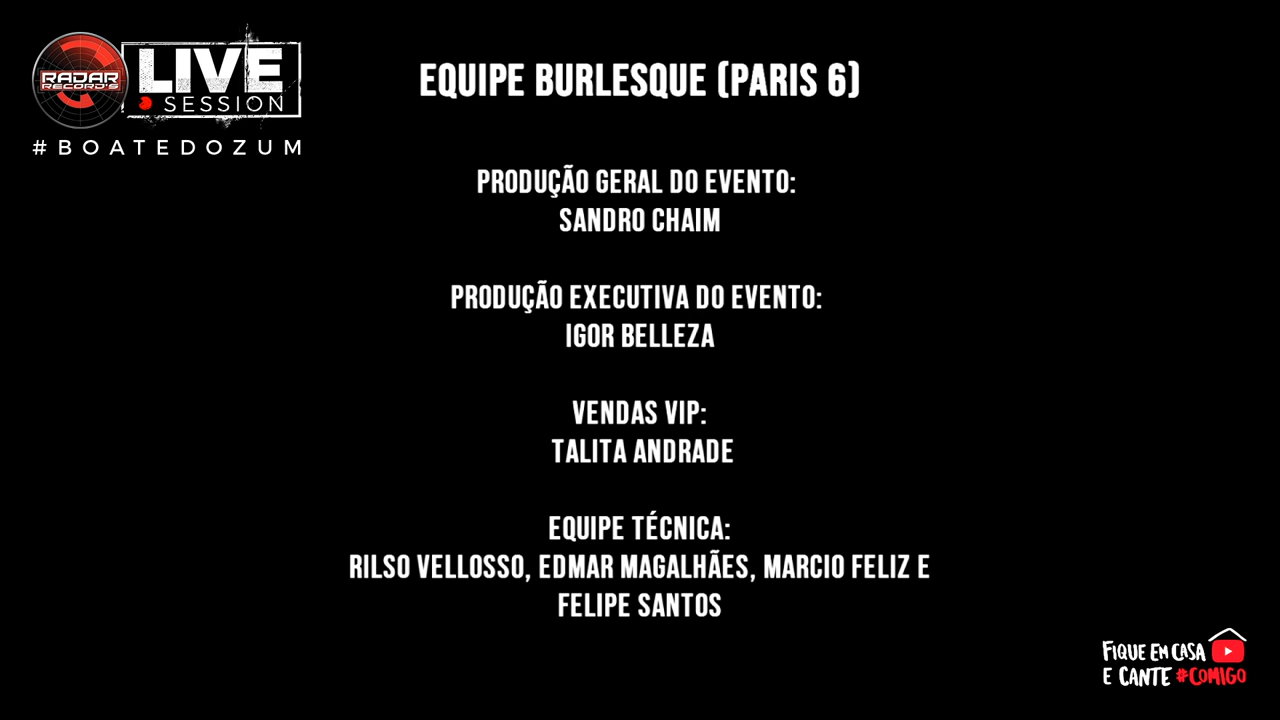 RADAR
RECORD'S
LIVE
SESSION
#BOATEDOZUM
EQUIPE BURLESQUE (PARIS 6)
PRODUÇÃO GERAL DO EVENTO:
SANDRO CHAIM
PRODUÇÃO EXECUTIVA DO EVENTO:
IGOR BELLEZA
VENDAS VIP:
TALITA ANDRADE
EQUIPE TÉCNICA:
RILSO VELLOSSO, EDMAR MAGALHÃES, MARCIO FELIZ E
FELIPE SANTOS
FIQUE EM CASA
E CANTE #COMIGO